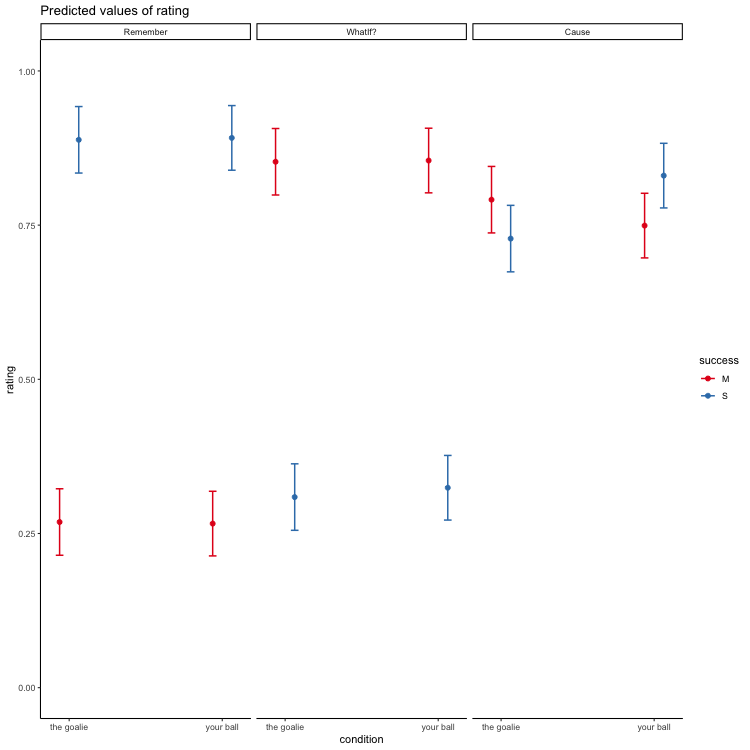 Predicted values of rating
Remember
WhatIf?
Cause
1.00
0.75
0.50
0.25
0.00
rating
the goalie
your ball
the goalie
your ball
the goalie
your ball
condition
success
M
S